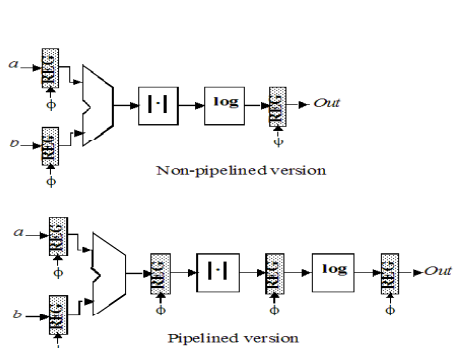 a
REG
ϕ
REG
|·|
log
REG
Out
ϕ
ψ
Non-pipelined version
a
REG
ϕ
b
REG
REG
ϕ
|·|
REG
ϕ
log
REG
ϕ
Out
Pipelined version